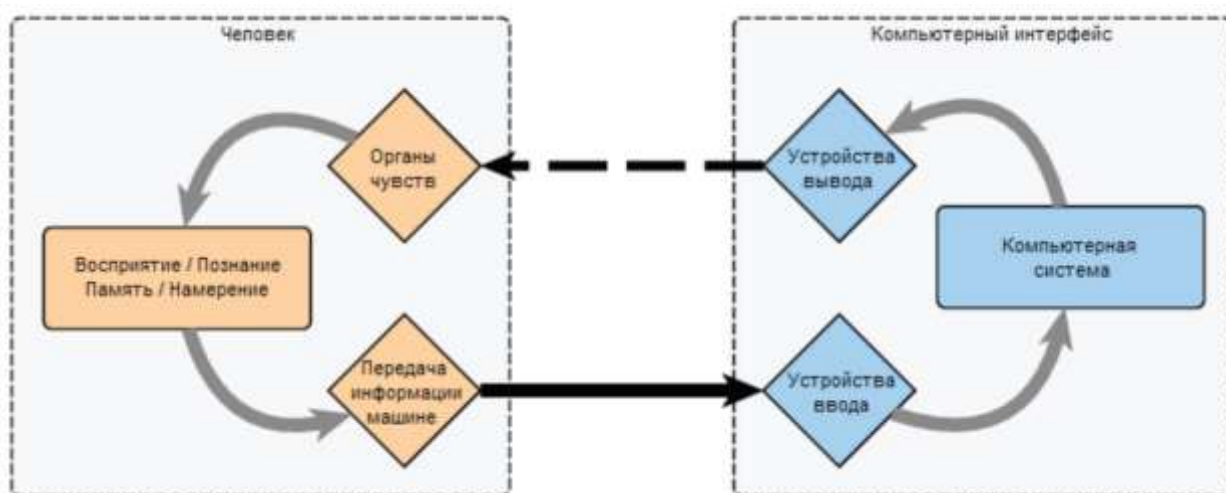 Человек
Органы
чувств
Восприятие / Познание
Память / Намерение
Передача
информации
машине
Компьютерный интерфейс
Устройства
вывода
Компьютерная
система
Устройства
ввода